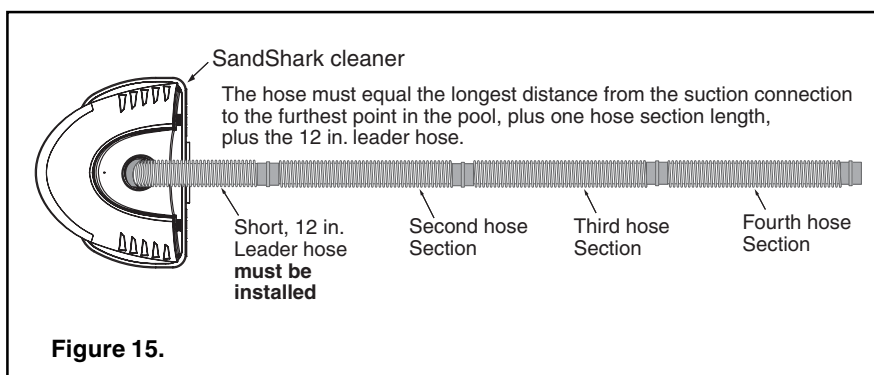 SandShark cleaner
The hose must equal the longest distance from the suction connection
to the furthest point in the pool, plus one hose section length,
plus the 12 in. leader hose.
Short, 12 in.
Leader hose
must be
installed
Second hose
Section
Third hose
Section
Fourth hose
Section
Figure 15.